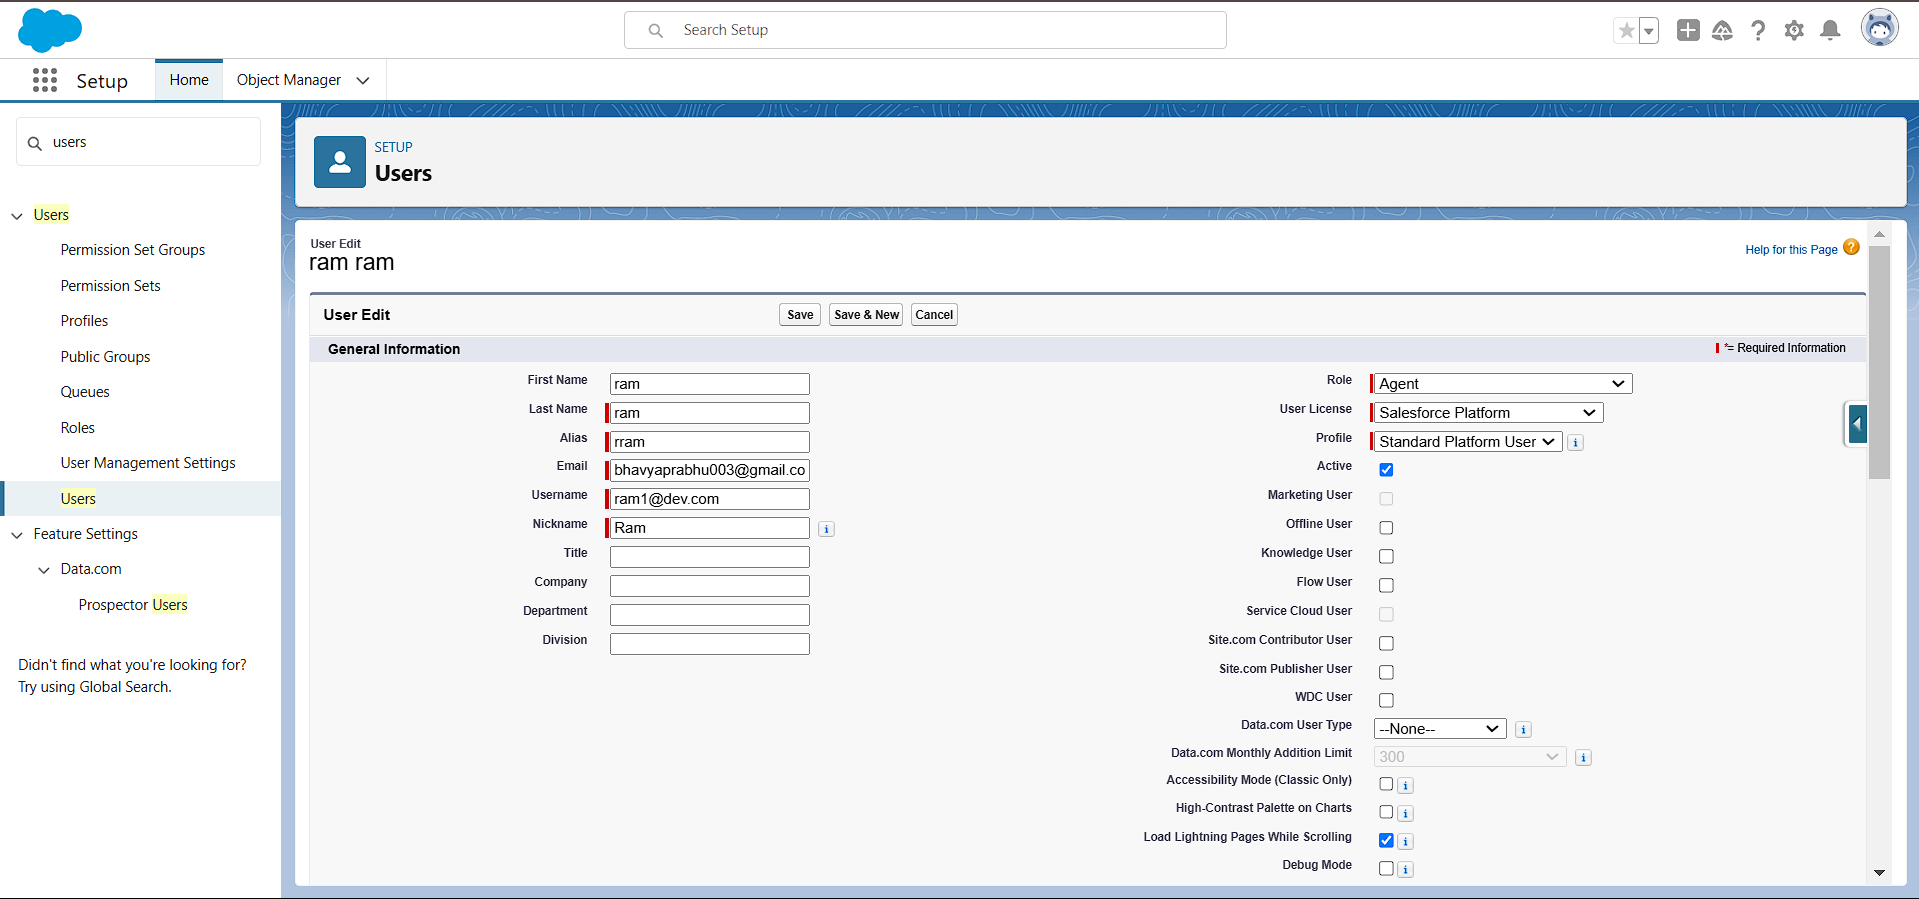 Search Setup
Setup
Home
Object Manager
users
Users
Permission Set Groups
Permission Sets
Profiles
Public Groups
Queues
Roles
User Management Settings
Users
Feature Settings
Data.com
Prospector Users
Didn't find what you're looking for?
Try using Global Search.
SETUP
Users
User Edit
ram ram
Help for this Page
User Edit
Save
Save & New
Cancel
General Information
*= Required Information
First Name ram
Last Name ram
Alias rram
Email bhavyaprabhu003@gmail.co
Username ram1@dev.com
Nickname Ram
Title
Company
Department
Division
Role Agent
User License Salesforce Platform
Profile Standard Platform User
Active
Marketing User
Offline User
Knowledge User
Flow User
Service Cloud User
Site.com Contributor User
Site.com Publisher User
WDC User
Data.com User Type --None--
Data.com Monthly Addition Limit 300
Accessibility Mode (Classic Only)
High-Contrast Palette on Charts
Load Lightning Pages While Scrolling
Debug Mode